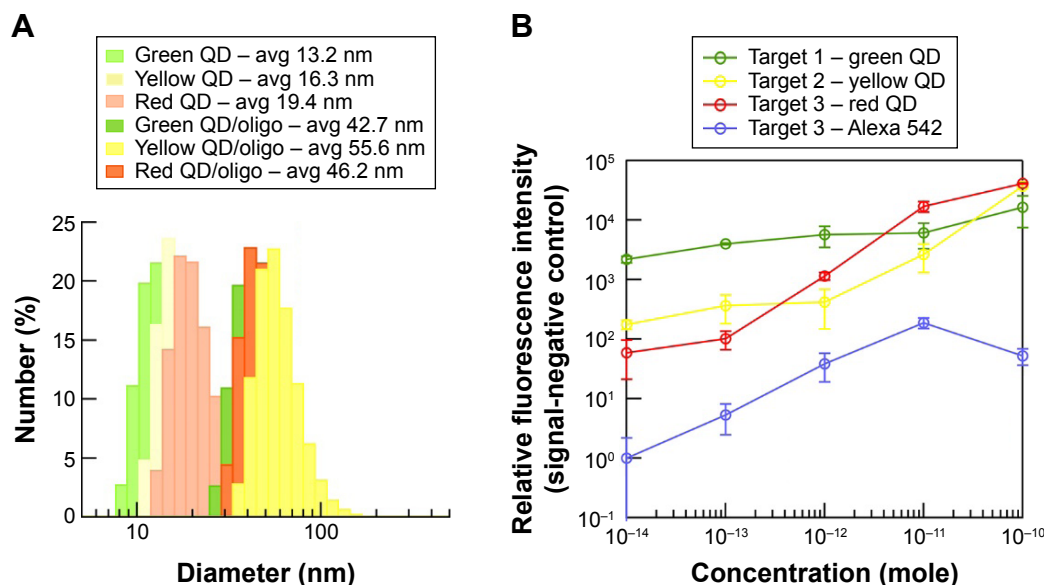 A
Green QD – avg 13.2 nm
Yellow QD – avg 16.3 nm
Red QD – avg 19.4 nm
Green QD/oligo – avg 42.7 nm
Yellow QD/oligo – avg 55.6 nm
Red QD/oligo – avg 46.2 nm
25
20
15
10
5
0
Number (%)
10
100
Diameter (nm)
B
Target 1 – green QD
Target 2 – yellow QD
Target 3 – red QD
Target 3 – Alexa 542
10⁵
10⁴
10³
10²
10¹
10⁰
10⁻¹
Relative fluorescence intensity
(signal-negative control)
10⁻¹⁴
10⁻¹³
10⁻¹²
10⁻¹¹
10⁻¹⁰
Concentration (mole)